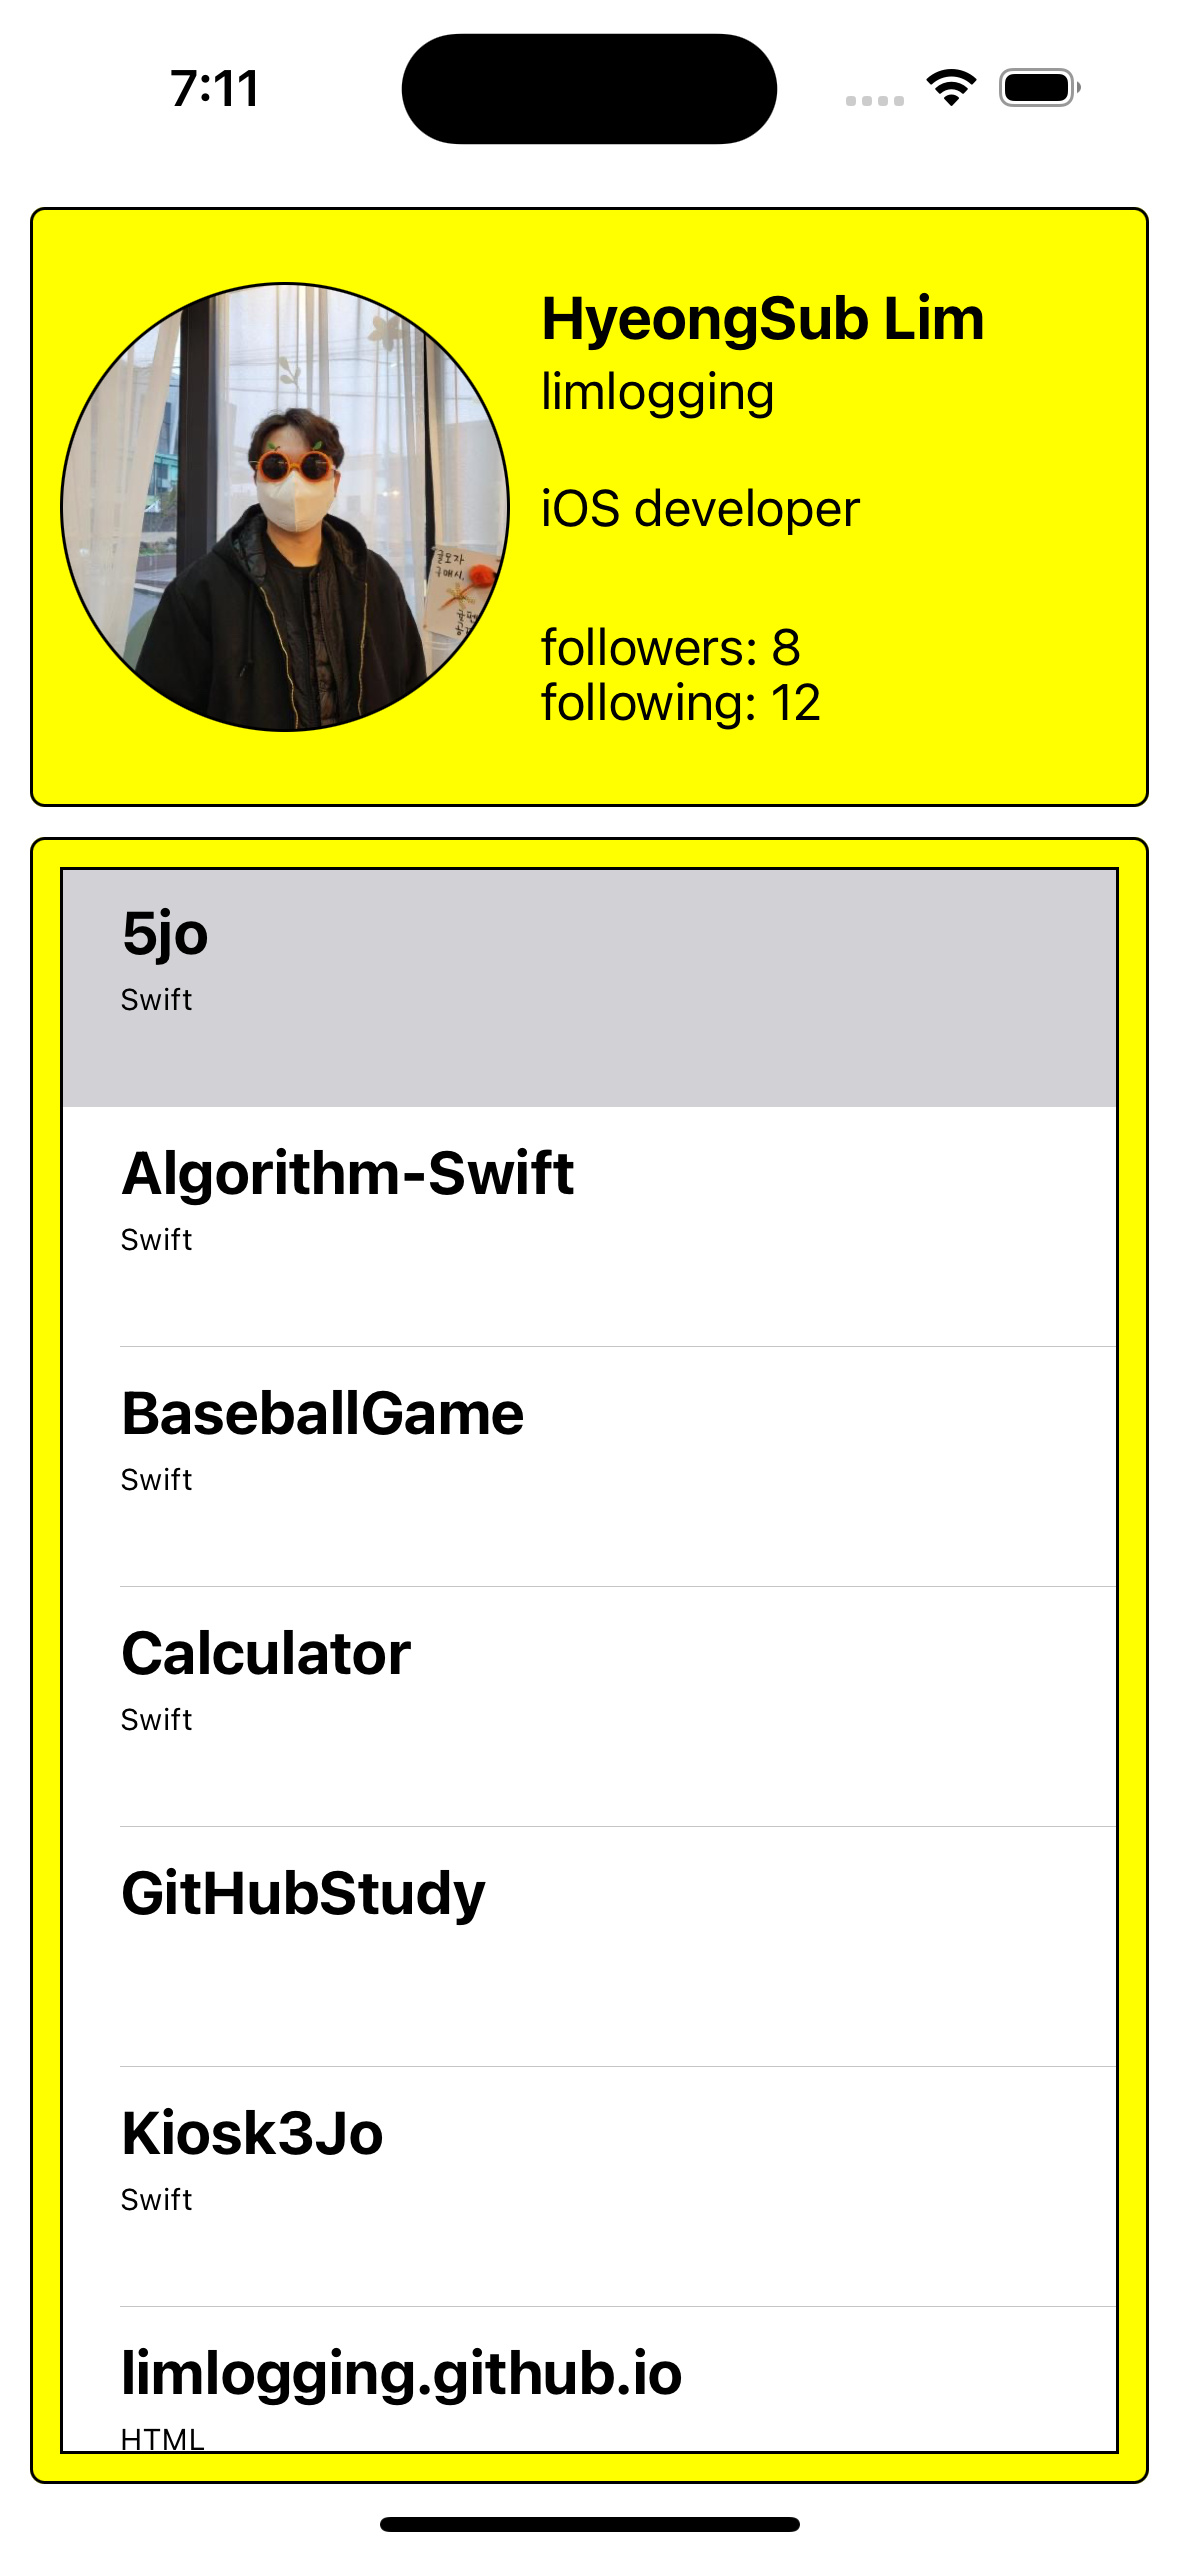 7:11
HyeongSub Lim
limlogging
iOS developer
followers: 8
following: 12
5jo
Swift
Algorithm-Swift
Swift
BaseballGame
Swift
Calculator
Swift
GitHubStudy
Kiosk3Jo
Swift
limlogging.github.io
HTML